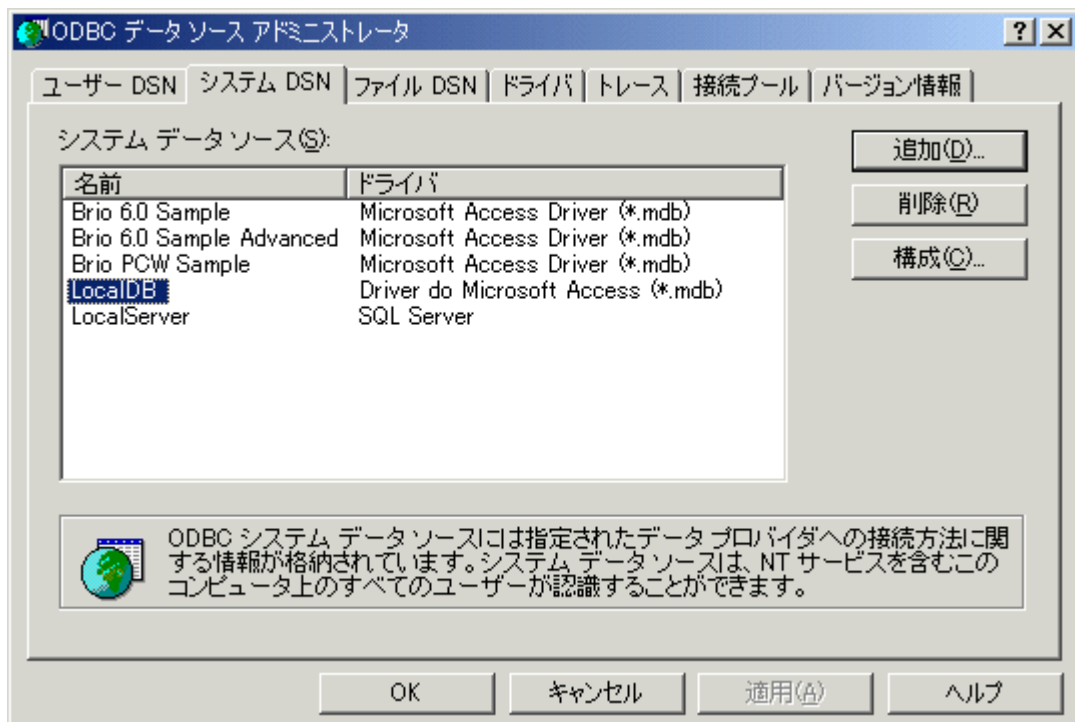 ODBC データ ソース アドミニストレータ
ユーザー DSN システム DSN ファイル DSN ドライバ トレース 接続プール バージョン情報
システム データ ソース(S):
追加(D)...
名前 ドライバ
Brio 6.0 Sample Microsoft Access Driver (*.mdb)
削除(R)
Brio 6.0 Sample Advanced Microsoft Access Driver (*.mdb)
Brio PCW Sample Microsoft Access Driver (*.mdb)
構成(C)...
LocalDB Driver do Microsoft Access (*.mdb)
LocalServer SQL Server
ODBC システム データ ソースには指定されたデータ プロバイダへの接続方法に関
する情報が格納されています。システム データ ソースは、NT サービスを含むこの
コンピュータ上のすべてのユーザーが認識することができます。
OK キャンセル 適用(A) ヘルプ